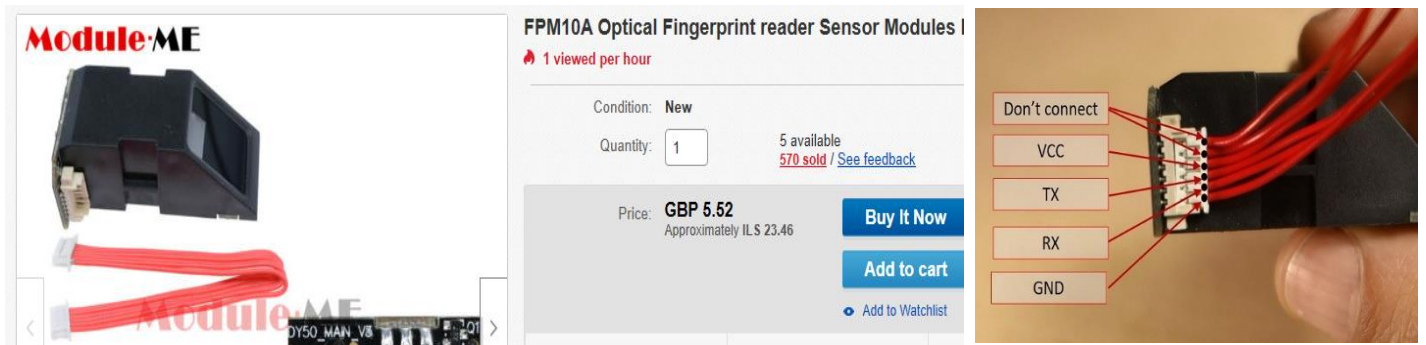 Module·ME
FPM10A Optical Fingerprint reader Sensor Modules
1 viewed per hour
Condition: New
Quantity: 1
5 available
570 sold / See feedback
Price: GBP 5.52
Approximately ILS 23.46
Buy It Now
Add to cart
Add to Watchlist
Module·ME
DY50_MAIN_V3
Q1
Don't connect
VCC
TX
RX
GND